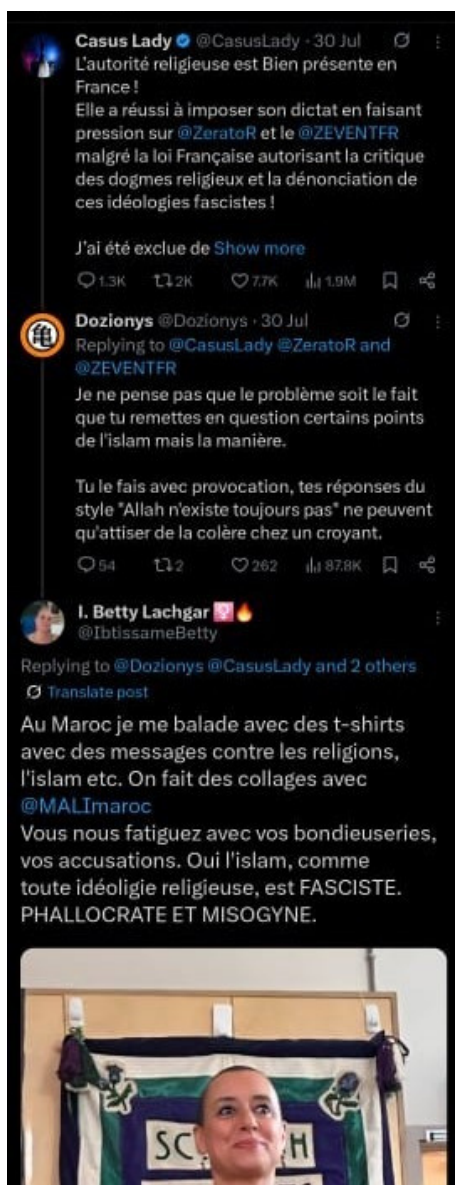 Casus Lady @CasusLady · 30 Jul
L'autorité religieuse est Bien présente en
France !
Elle a réussi à imposer son dictat en faisant
pression sur @ZeratoR et le @ZEVENTFR
malgré la loi Française autorisant la critique
des dogmes religieux et la dénonciation de
ces idéologies fascistes !
J'ai été exclue de Show more
1.3K 2K 7.7K 1.9M
Dozionys @Dozionys · 30 Jul
Replying to @CasusLady @ZeratoR and
@ZEVENTFR
Je ne pense pas que le problème soit le fait
que tu remettes en question certains points
de l'islam mais la manière.
Tu le fais avec provocation, tes réponses du
style "Allah n'existe toujours pas" ne peuvent
qu'attiser de la colère chez un croyant.
54 2 262 87.8K
亀
I. Betty Lachgar
@IbtissameBetty
Replying to @Dozionys @CasusLady and 2 others
Translate post
Au Maroc je me balade avec des t-shirts
avec des messages contre les religions,
l'islam etc. On fait des collages avec
@MALImaroc
Vous nous fatiguez avec vos bondieuseries,
vos accusations. Oui l'islam, comme
toute idéoligie religieuse, est FASCISTE.
PHALLOCRATE ET MISOGYNE.